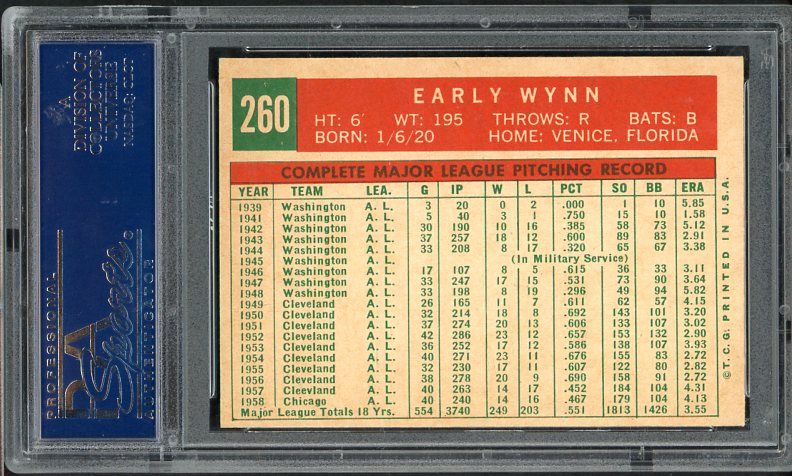 260
EARLY WYNN
HT: 6' WT: 195 THROWS: R BATS: B
BORN: 1/6/20 HOME: VENICE, FLORIDA
COMPLETE MAJOR LEAGUE PITCHING RECORD
YEAR TEAM LEA. G IP W L PCT SO BB ERA
1939 Washington A. L. 3 20 0 2 .000 1 10 5.85
1941 Washington A. L. 5 40 3 1 .750 15 10 1.58
1942 Washington A. L. 30 190 10 16 .385 58 73 5.12
1943 Washington A. L. 37 257 18 12 .600 89 83 2.91
1944 Washington A. L. 33 208 8 17 .320 65 67 3.38
1945 Washington A. L. (In Military Service)
1946 Washington A. L. 17 107 8 5 .615 36 33 3.11
1947 Washington A. L. 33 247 17 15 .531 73 90 3.64
1948 Washington A. L. 33 198 8 19 .296 49 94 5.82
1949 Cleveland A. L. 26 165 11 7 .611 62 57 4.15
1950 Cleveland A. L. 32 214 18 8 .692 143 101 3.20
1951 Cleveland A. L. 37 274 20 13 .606 133 107 3.02
1952 Cleveland A. L. 42 286 23 12 .657 153 132 2.90
1953 Cleveland A. L. 36 252 17 12 .586 138 107 3.93
1954 Cleveland A. L. 40 271 23 11 .676 155 83 2.72
1955 Cleveland A. L. 32 230 17 11 .607 122 80 2.82
1956 Cleveland A. L. 38 278 20 9 .690 158 91 2.72
1957 Cleevland A. L. 40 263 14 17 .452 184 104 4.31
1958 Chicago A. L. 40 240 14 16 .467 179 104 4.13
Major League Totals 18 Yrs. 554 3740 249 203 .551 1813 1426 3.55
© T.C.G. PRINTED IN U.S.A.
PROFESSIONAL
Sports
AUTHENTICATOR
DIVISION OF
COLLECTORS
UNIVERSE
NASDAQ: CLCT